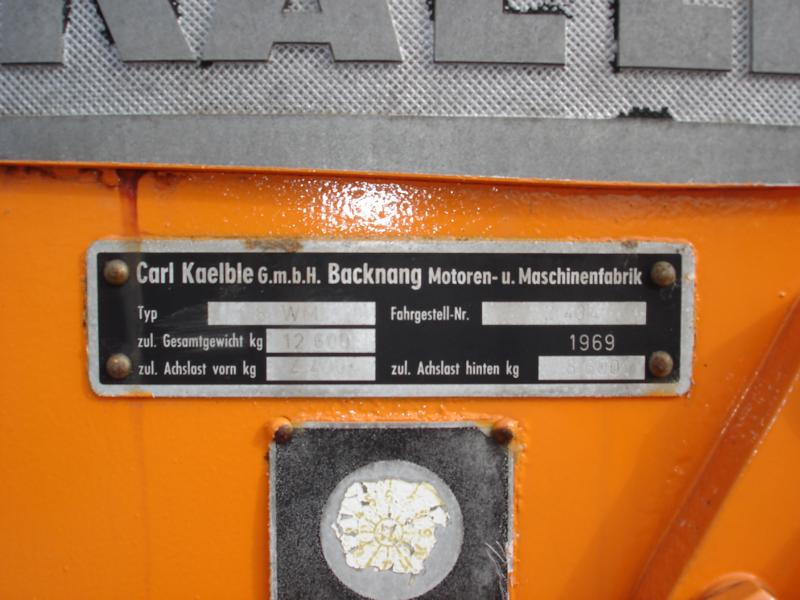 Carl Kaelble G.m.b.H. Backnang Motoren- u. Maschinenfabrik
Typ WM Fahrgestell-Nr.
zul. Gesamtgewicht kg 12 600 1969
zul. Achslast vorn kg zul. Achslast hinten kg